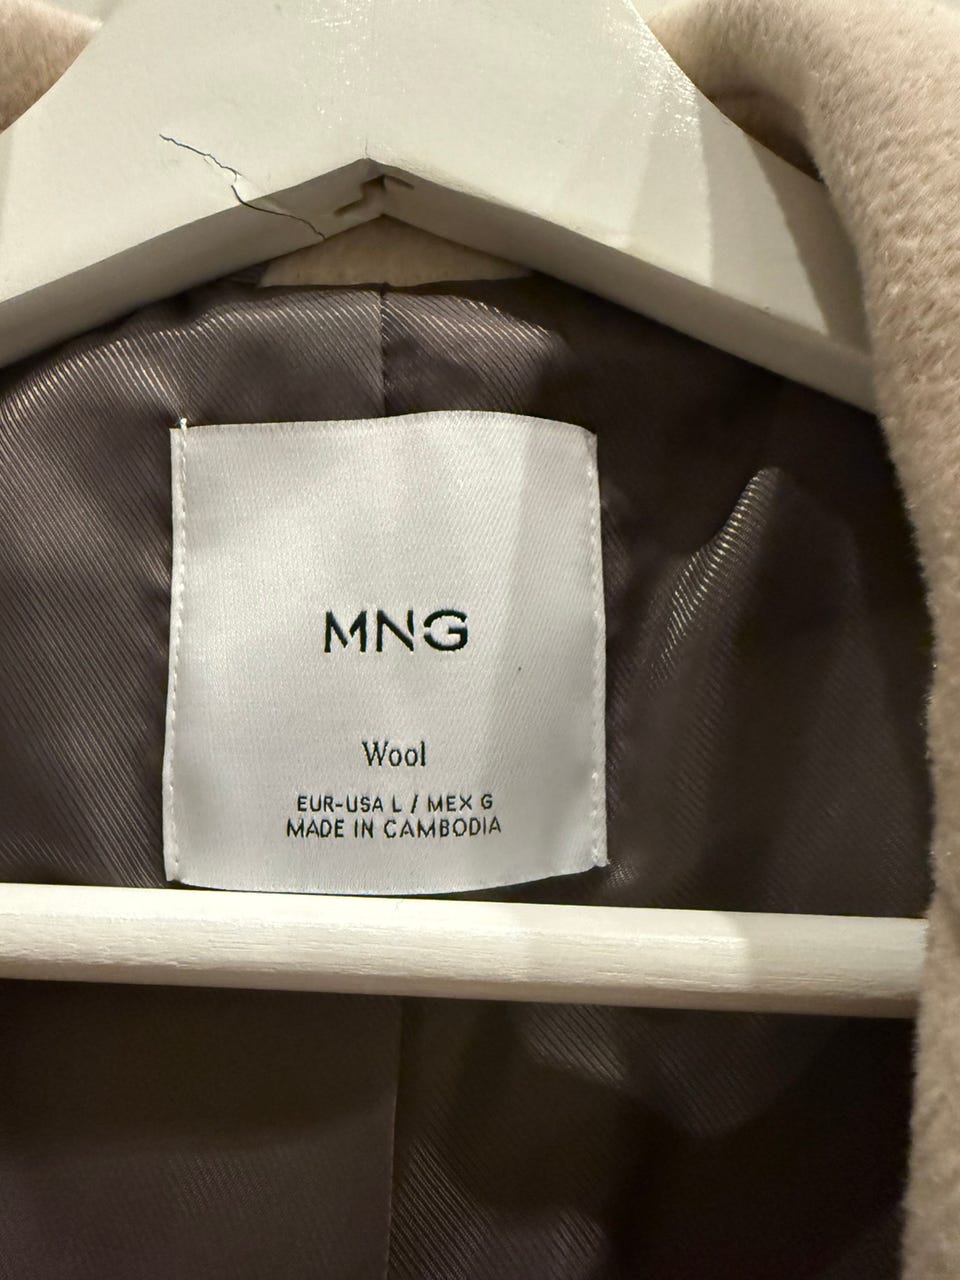 MNG
Wool
EUR-USA L / MEX G
MADE IN CAMBODIA